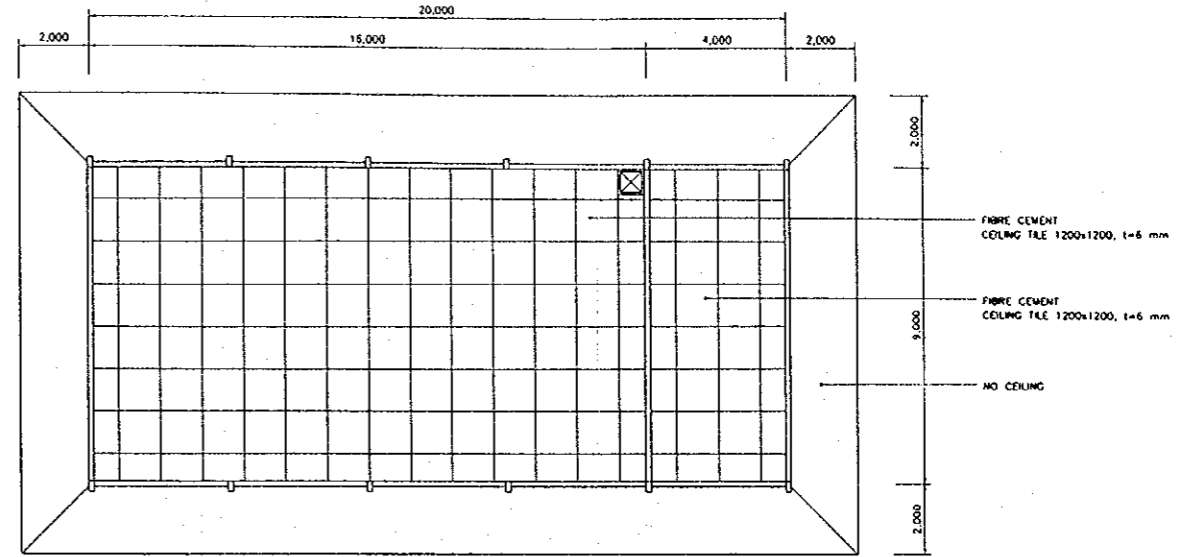 20,000
2,000
16,000
4,000
2,000
2,000
FIBRE CEMENT
CEILING TILE 1200x1200, t=6 mm
FIBRE CEMENT
CEILING TILE 1200x1200, t=6 mm
9,000
NO CEILING
2,000